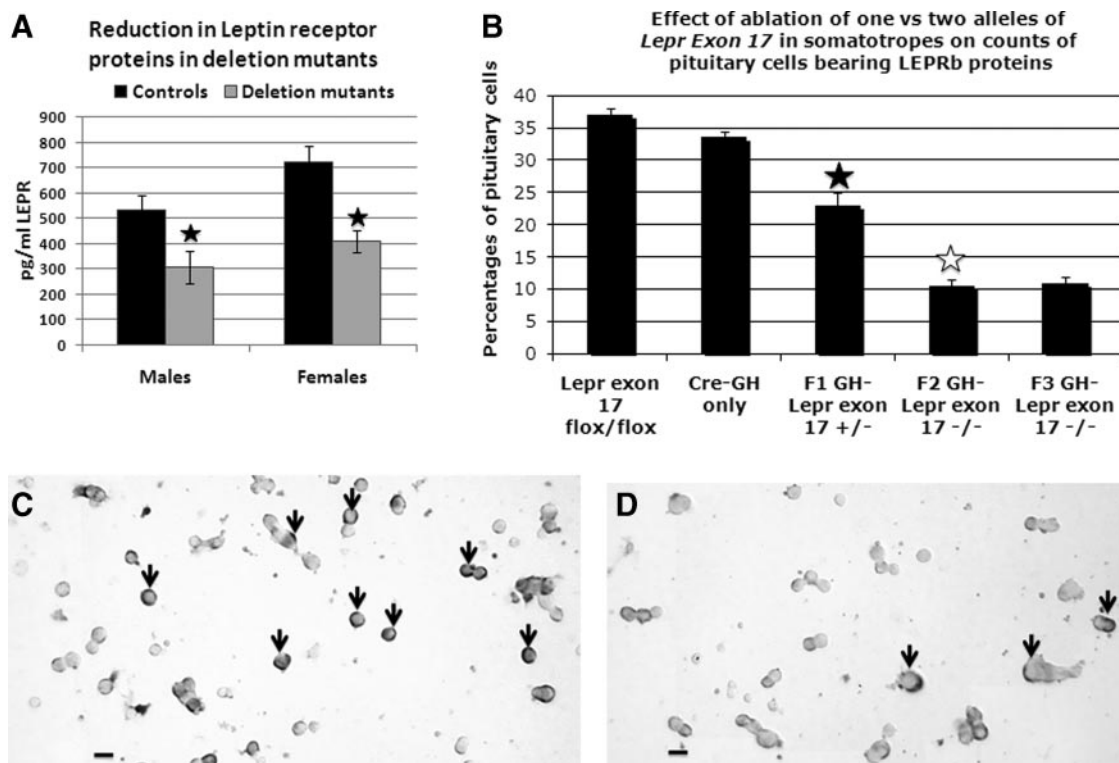 A
Reduction in Leptin receptor
proteins in deletion mutants
Controls Deletion mutants
900
800
700
600
500
400
300
200
100
0
pg/ml LEPR
Males Females
B
Effect of ablation of one vs two alleles of
Lepr Exon 17 in somatotropes on counts of
pituitary cells bearing LEPRb proteins
40
35
30
25
20
15
10
5
0
Percentages of pituitary cells
Lepr exon Cre-GH F1 GH- F2 GH- F3 GH-
17 only Lepr exon Lepr exon Lepr exon
flox/flox 17 +/- 17 -/- 17 -/-
C
D